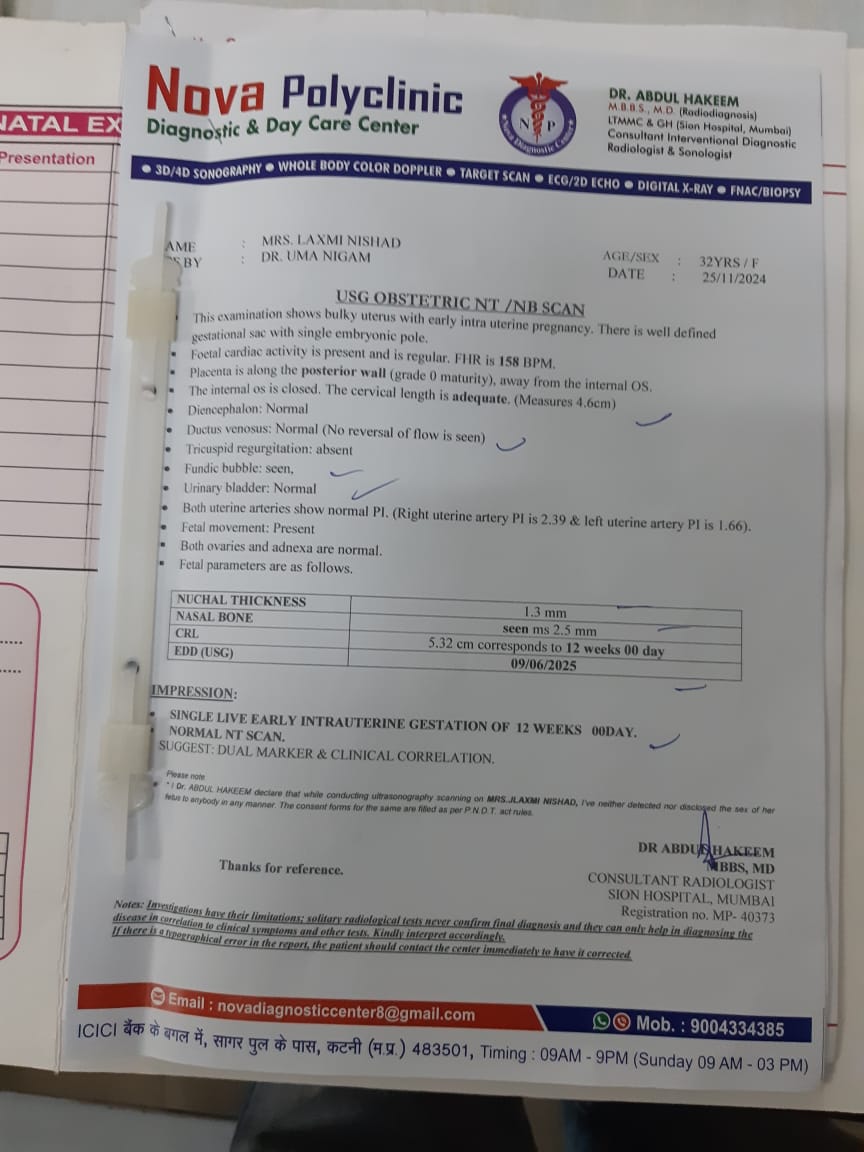 NATAL EX
Presentation
Nova Polyclinic
Diagnostic & Day Care Center
N P
Nova Diagnostic Center
DR. ABDUL HAKEEM
M.B.B.S., M.D. (Radiodiagnosis)
LTMMC & GH (Sion Hospital, Mumbai)
Consultant Interventional Diagnostic
Radiologist & Sonologist
• 3D/4D SONOGRAPHY • WHOLE BODY COLOR DOPPLER • TARGET SCAN • ECG/2D ECHO • DIGITAL X-RAY • FNAC/BIOPSY
AME : MRS. LAXMI NISHAD
BY : DR. UMA NIGAM
AGE/SEX : 32YRS / F
DATE : 25/11/2024
USG OBSTETRIC NT /NB SCAN
▪ This examination shows bulky uterus with early intra uterine pregnancy. There is well defined
gestational sac with single embryonic pole.
▪ Foetal cardiac activity is present and is regular. FHR is 158 BPM.
▪ Placenta is along the posterior wall (grade 0 maturity), away from the internal OS.
▪ The internal os is closed. The cervical length is adequate. (Measures 4.6cm)
▪ Diencephalon: Normal
▪ Ductus venosus: Normal (No reversal of flow is seen)
▪ Tricuspid regurgitation: absent
▪ Fundic bubble: seen,
▪ Urinary bladder: Normal
▪ Both uterine arteries show normal PI. (Right uterine artery PI is 2.39 & left uterine artery PI is 1.66).
▪ Fetal movement: Present
▪ Both ovaries and adnexa are normal.
▪ Fetal parameters are as follows.
NUCHAL THICKNESS 1.3 mm
NASAL BONE seen ms 2.5 mm
CRL 5.32 cm corresponds to 12 weeks 00 day
EDD (USG) 09/06/2025
IMPRESSION:
▪ SINGLE LIVE EARLY INTRAUTERINE GESTATION OF 12 WEEKS 00DAY.
▪ NORMAL NT SCAN.
SUGGEST: DUAL MARKER & CLINICAL CORRELATION.
Please note
• " I Dr. ABDUL HAKEEM declare that while conducting ultrasonography scanning on MRS.JLAXMI NISHAD, I've neither detected nor disclosed the sex of her
fetus to anybody in any manner. The consent forms for the same are filled as per P.N.D.T. act rules.
DR ABDUL HAKEEM
MBBS, MD
Thanks for reference.
CONSULTANT RADIOLOGIST
SION HOSPITAL, MUMBAI
Registration no. MP- 40373
Notes: Investigations have their limitations; solitary radiological tests never confirm final diagnosis and they can only help in diagnosing the
disease in correlation to clinical symptoms and other tests. Kindly interpret accordingly.
If there is a typographical error in the report, the patient should contact the center immediately to have it corrected.
Email : novadiagnosticcenter8@gmail.com
Mob. : 9004334385
ICICI बैंक के बगल में, सागर पुल के पास, कटनी (म.प्र.) 483501, Timing : 09AM - 9PM (Sunday 09 AM - 03 PM)